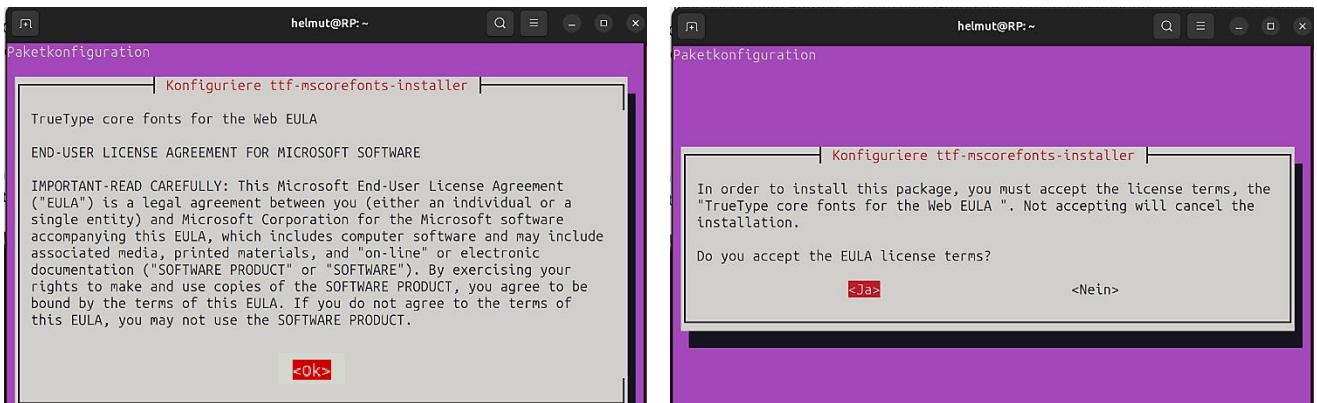 helmut@RP: ~
Paketkonfiguration
Konfiguriere ttf-mscorefonts-installer
TrueType core fonts for the Web EULA
END-USER LICENSE AGREEMENT FOR MICROSOFT SOFTWARE
IMPORTANT-READ CAREFULLY: This Microsoft End-User License Agreement
("EULA") is a legal agreement between you (either an individual or a
single entity) and Microsoft Corporation for the Microsoft software
accompanying this EULA, which includes computer software and may include
associated media, printed materials, and "on-line" or electronic
documentation ("SOFTWARE PRODUCT" or "SOFTWARE"). By exercising your
rights to make and use copies of the SOFTWARE PRODUCT, you agree to be
bound by the terms of this EULA. If you do not agree to the terms of
this EULA, you may not use the SOFTWARE PRODUCT.
<Ok>
helmut@RP: ~
Paketkonfiguration
Konfiguriere ttf-mscorefonts-installer
In order to install this package, you must accept the license terms, the
"TrueType core fonts for the Web EULA ". Not accepting will cancel the
installation.
Do you accept the EULA license terms?
<Ja> <Nein>